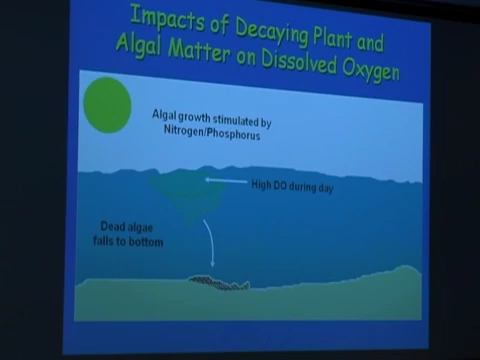 Impacts of Decaying Plant and
Algal Matter on Dissolved Oxygen
Algal growth stimulated by
Nitrogen/Phosphorus
High DO during day
Dead algae
falls to bottom